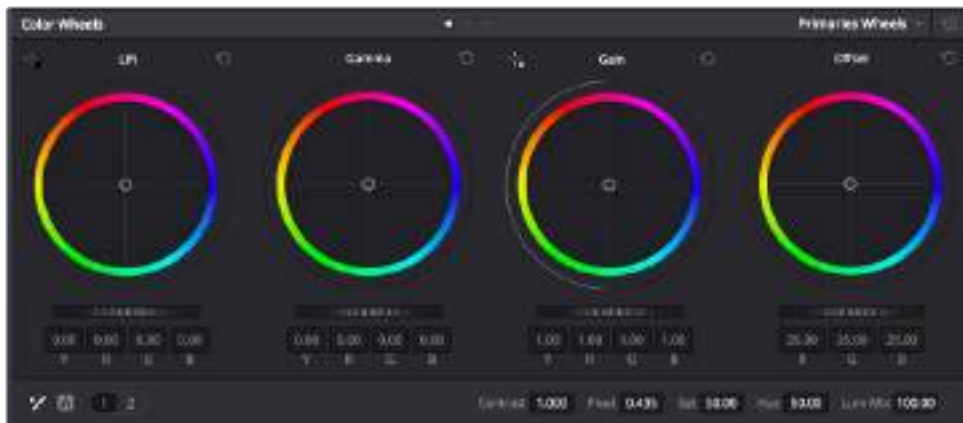 Color Wheels Primaries Wheels
Lift Gamma Gain Offset
0.00 0.00 0.00 0.00 0.00 0.00 0.00 0.00 1.00 1.00 1.00 25.00 25.00 25.00
Y R G B Y R G B Y R G B R G B
1 2 Contrast 1.000 Pivot 0.435 Sat 50.00 Hue 50.00 Lum Mix 100.00